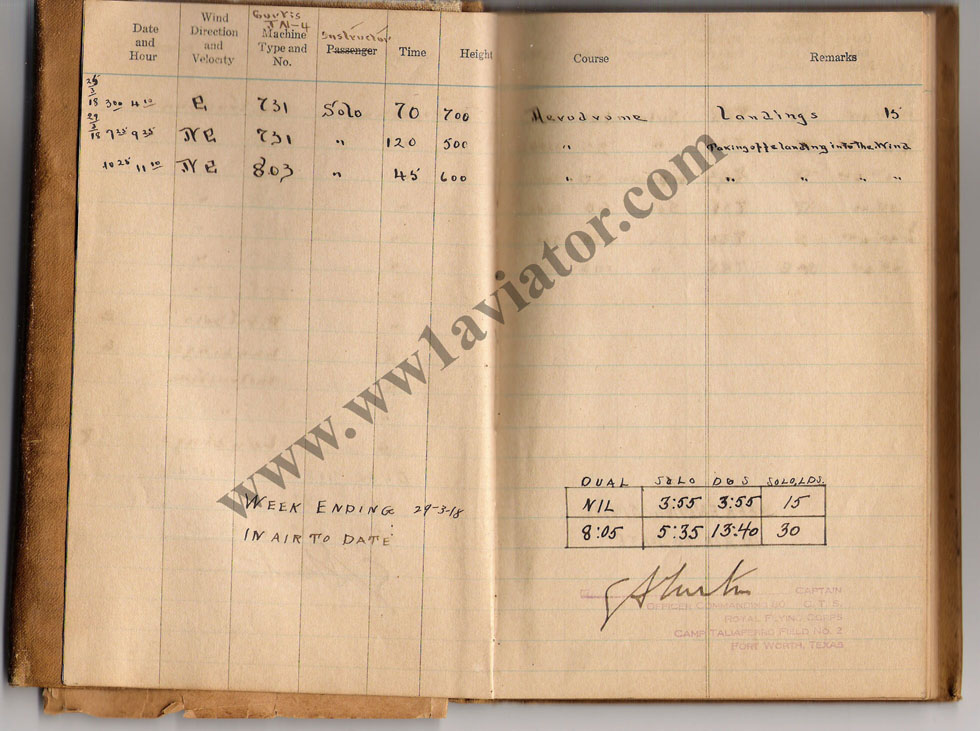 Date and Hour
Wind Direction and Velocity
Curtis JN-4 Machine Type and No.
Instructor Passenger
Time
Height
Course
Remarks
26/3/18 3 00 4 10 E 731 Solo 70 700 Aerodrome Landings 15
29/3/18 7 35 9 35 NE 731 " 120 500 " Taking off & landing into the Wind
10 25 11 10 NE 803 " 45 600 " " " " "
WEEK ENDING 29-3-18
IN AIR TO DATE
DUAL SOLO D&S SOLO, LDS.
NIL 3:55 3:55 15
8:05 5:35 13:40 30
CAPTAIN
OFFICER COMMANDING C. T. S.
ROYAL FLYING CORPS
CAMP TALIAFERRO FIELD No. 2
FORT WORTH, TEXAS
www.ww1aviator.com